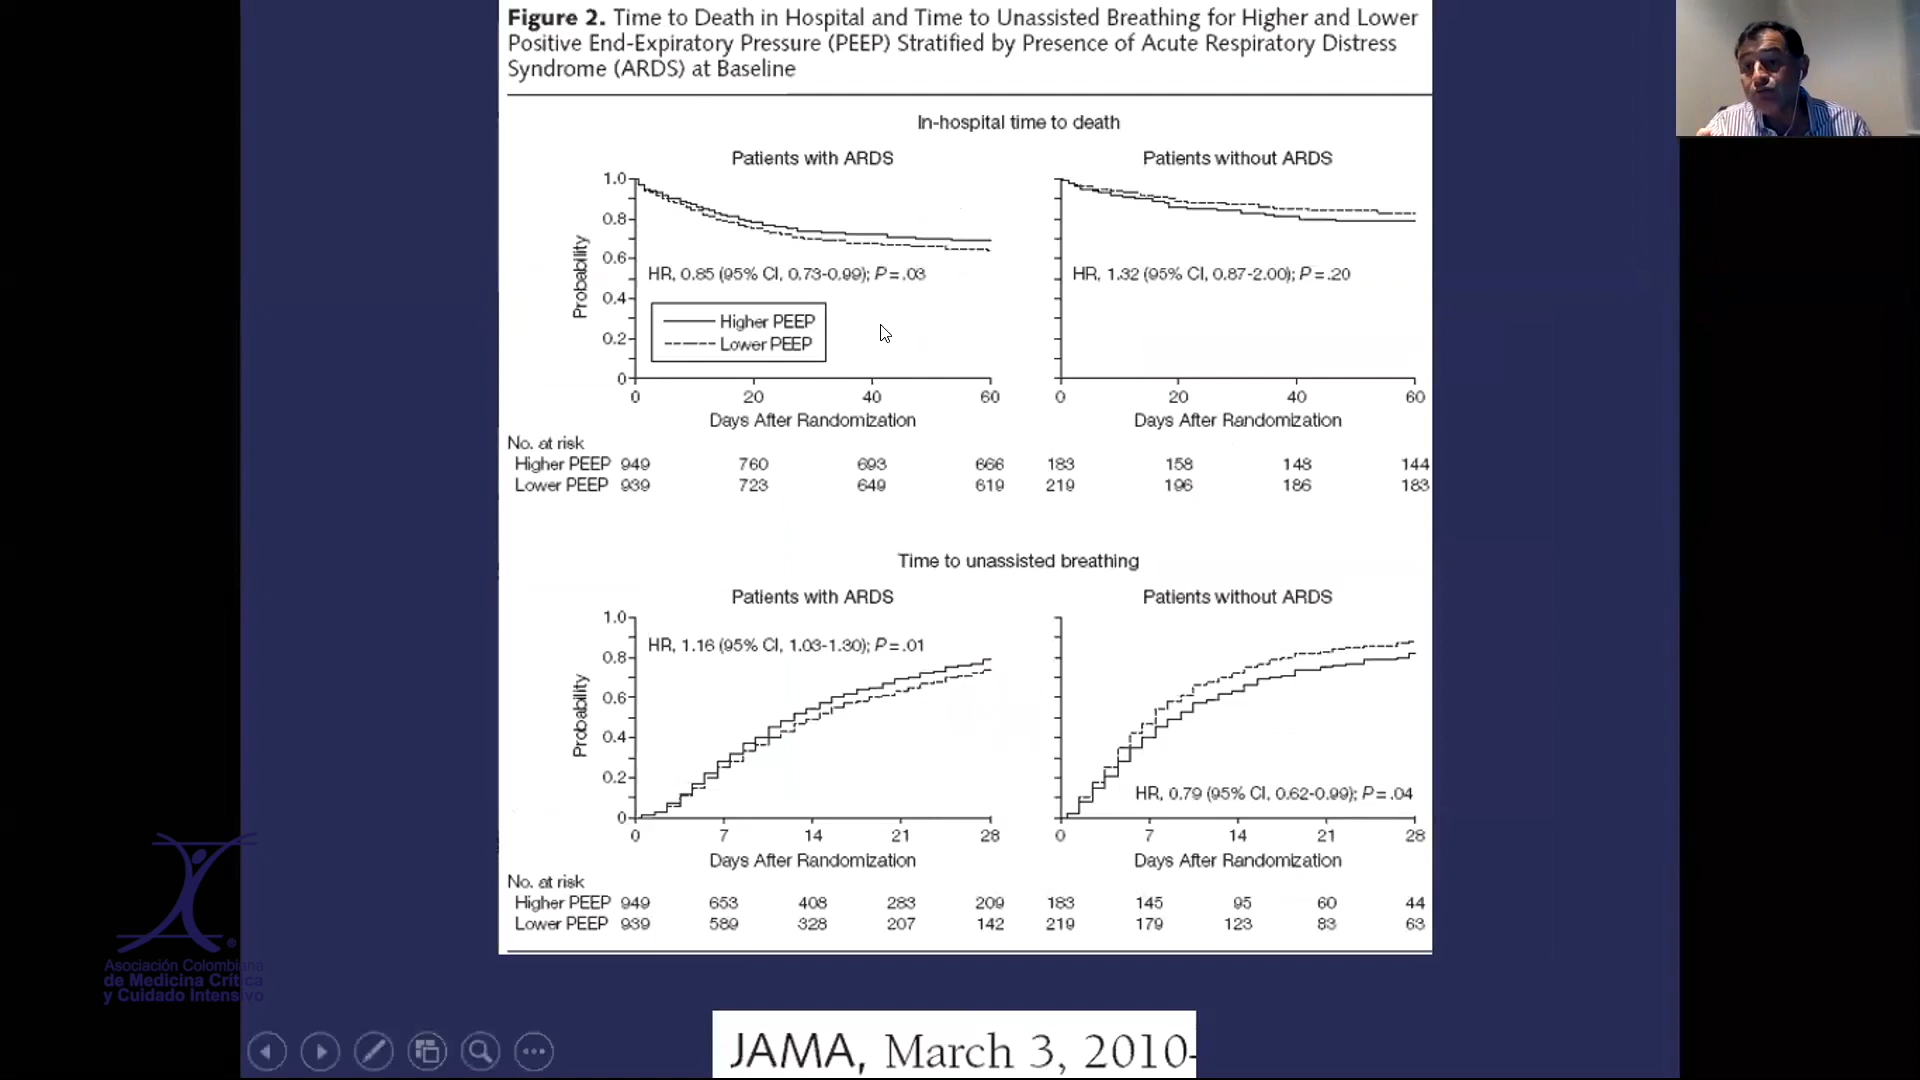 Figure 2. Time to Death in Hospital and Time to Unassisted Breathing for Higher and Lower
Positive End-Expiratory Pressure (PEEP) Stratified by Presence of Acute Respiratory Distress
Syndrome (ARDS) at Baseline
In-hospital time to death
Patients with ARDS
Patients without ARDS
1.0
0.8
0.6
0.4
0.2
0
Probability
HR, 0.85 (95% CI, 0.73-0.99); P = .03
HR, 1.32 (95% CI, 0.87-2.00); P = .20
Higher PEEP
Lower PEEP
0 20 40 60
0 20 40 60
Days After Randomization
Days After Randomization
No. at risk
Higher PEEP 949 760 693 666 183 158 148 144
Lower PEEP 939 723 649 619 219 196 186 183
Time to unassisted breathing
Patients with ARDS
Patients without ARDS
1.0
0.8
0.6
0.4
0.2
0
Probability
HR, 1.16 (95% CI, 1.03-1.30); P = .01
HR, 0.79 (95% CI, 0.62-0.99); P = .04
0 7 14 21 28
0 7 14 21 28
Days After Randomization
Days After Randomization
No. at risk
Higher PEEP 949 653 408 283 209 183 145 95 60 44
Lower PEEP 939 589 328 207 142 219 179 123 83 63
Asociación Colombiana
de Medicina Crítica
y Cuidado Intensivo
JAMA, March 3, 2010-